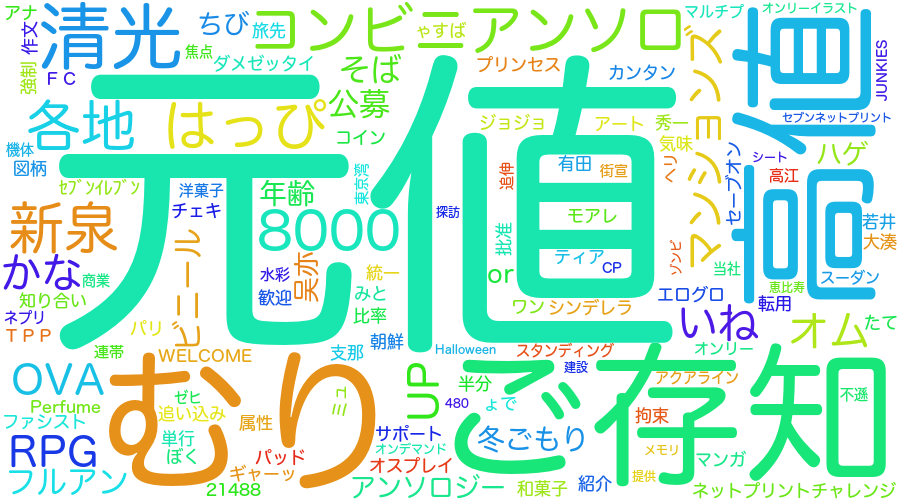 アナ
作文
清光
ちび
旅先
焦点
コンビニアンソロ
ゃすば
マルチプ
オンリーイラスト
強制
FC
ダメゼッタイ
そば
プリンセス
カンタン
マンションズ
高値
JUNKIES
各地
はっぴ
公募
コイン
ジョジョ
アート
秀一
気味
セブンネットプリント
機体
図柄
元値
有田
街宣
追伸
ヘリ
セーブオン
シート
高江
ハゲ
ｾﾌﾞﾝｲﾚﾌﾞﾝ
洋菓子
チェキ
年齢
東京湾
探訪
モアレ
若井
大湊
新泉
8000
批准
ティア
CP
ゾンビ
かな
商業
ビニール
水彩
呉亦
統一
or
当社
恵比寿
スーダン
知り合い
歓迎
みと
比率
ワン
シンデレラ
エログロ
転用
ネプリ
TPP
パリ
朝鮮
いね
オム
たて
連帯
WELCOME
支那
Halloween
スタンディング
オンリー
OVA
むり
ミュ
UP
半分
建設
アクアライン
ご存知
不遜
Perfume
ゼヒ
追い込み
480
ょで
ファシスト
単行
属性
サポート
冬ごもり
拘束
RPG
ぼく
パッド
オンデマンド
メモリ
マンガ
フルアン
ギャーッ
オスプレイ
提供
21488
アンソロジー
和菓子
紹介
ネットプリントチャレンジ